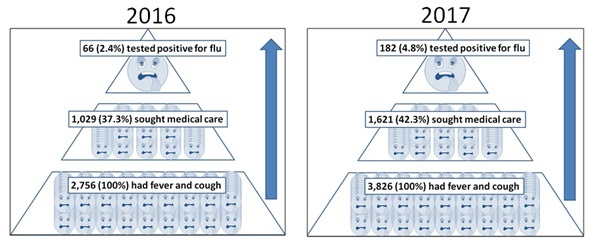 2016
66 (2.4%) tested positive for flu
1,029 (37.3%) sought medical care
2,756 (100%) had fever and cough
2017
182 (4.8%) tested positive for flu
1,621 (42.3%) sought medical care
3,826 (100%) had fever and cough